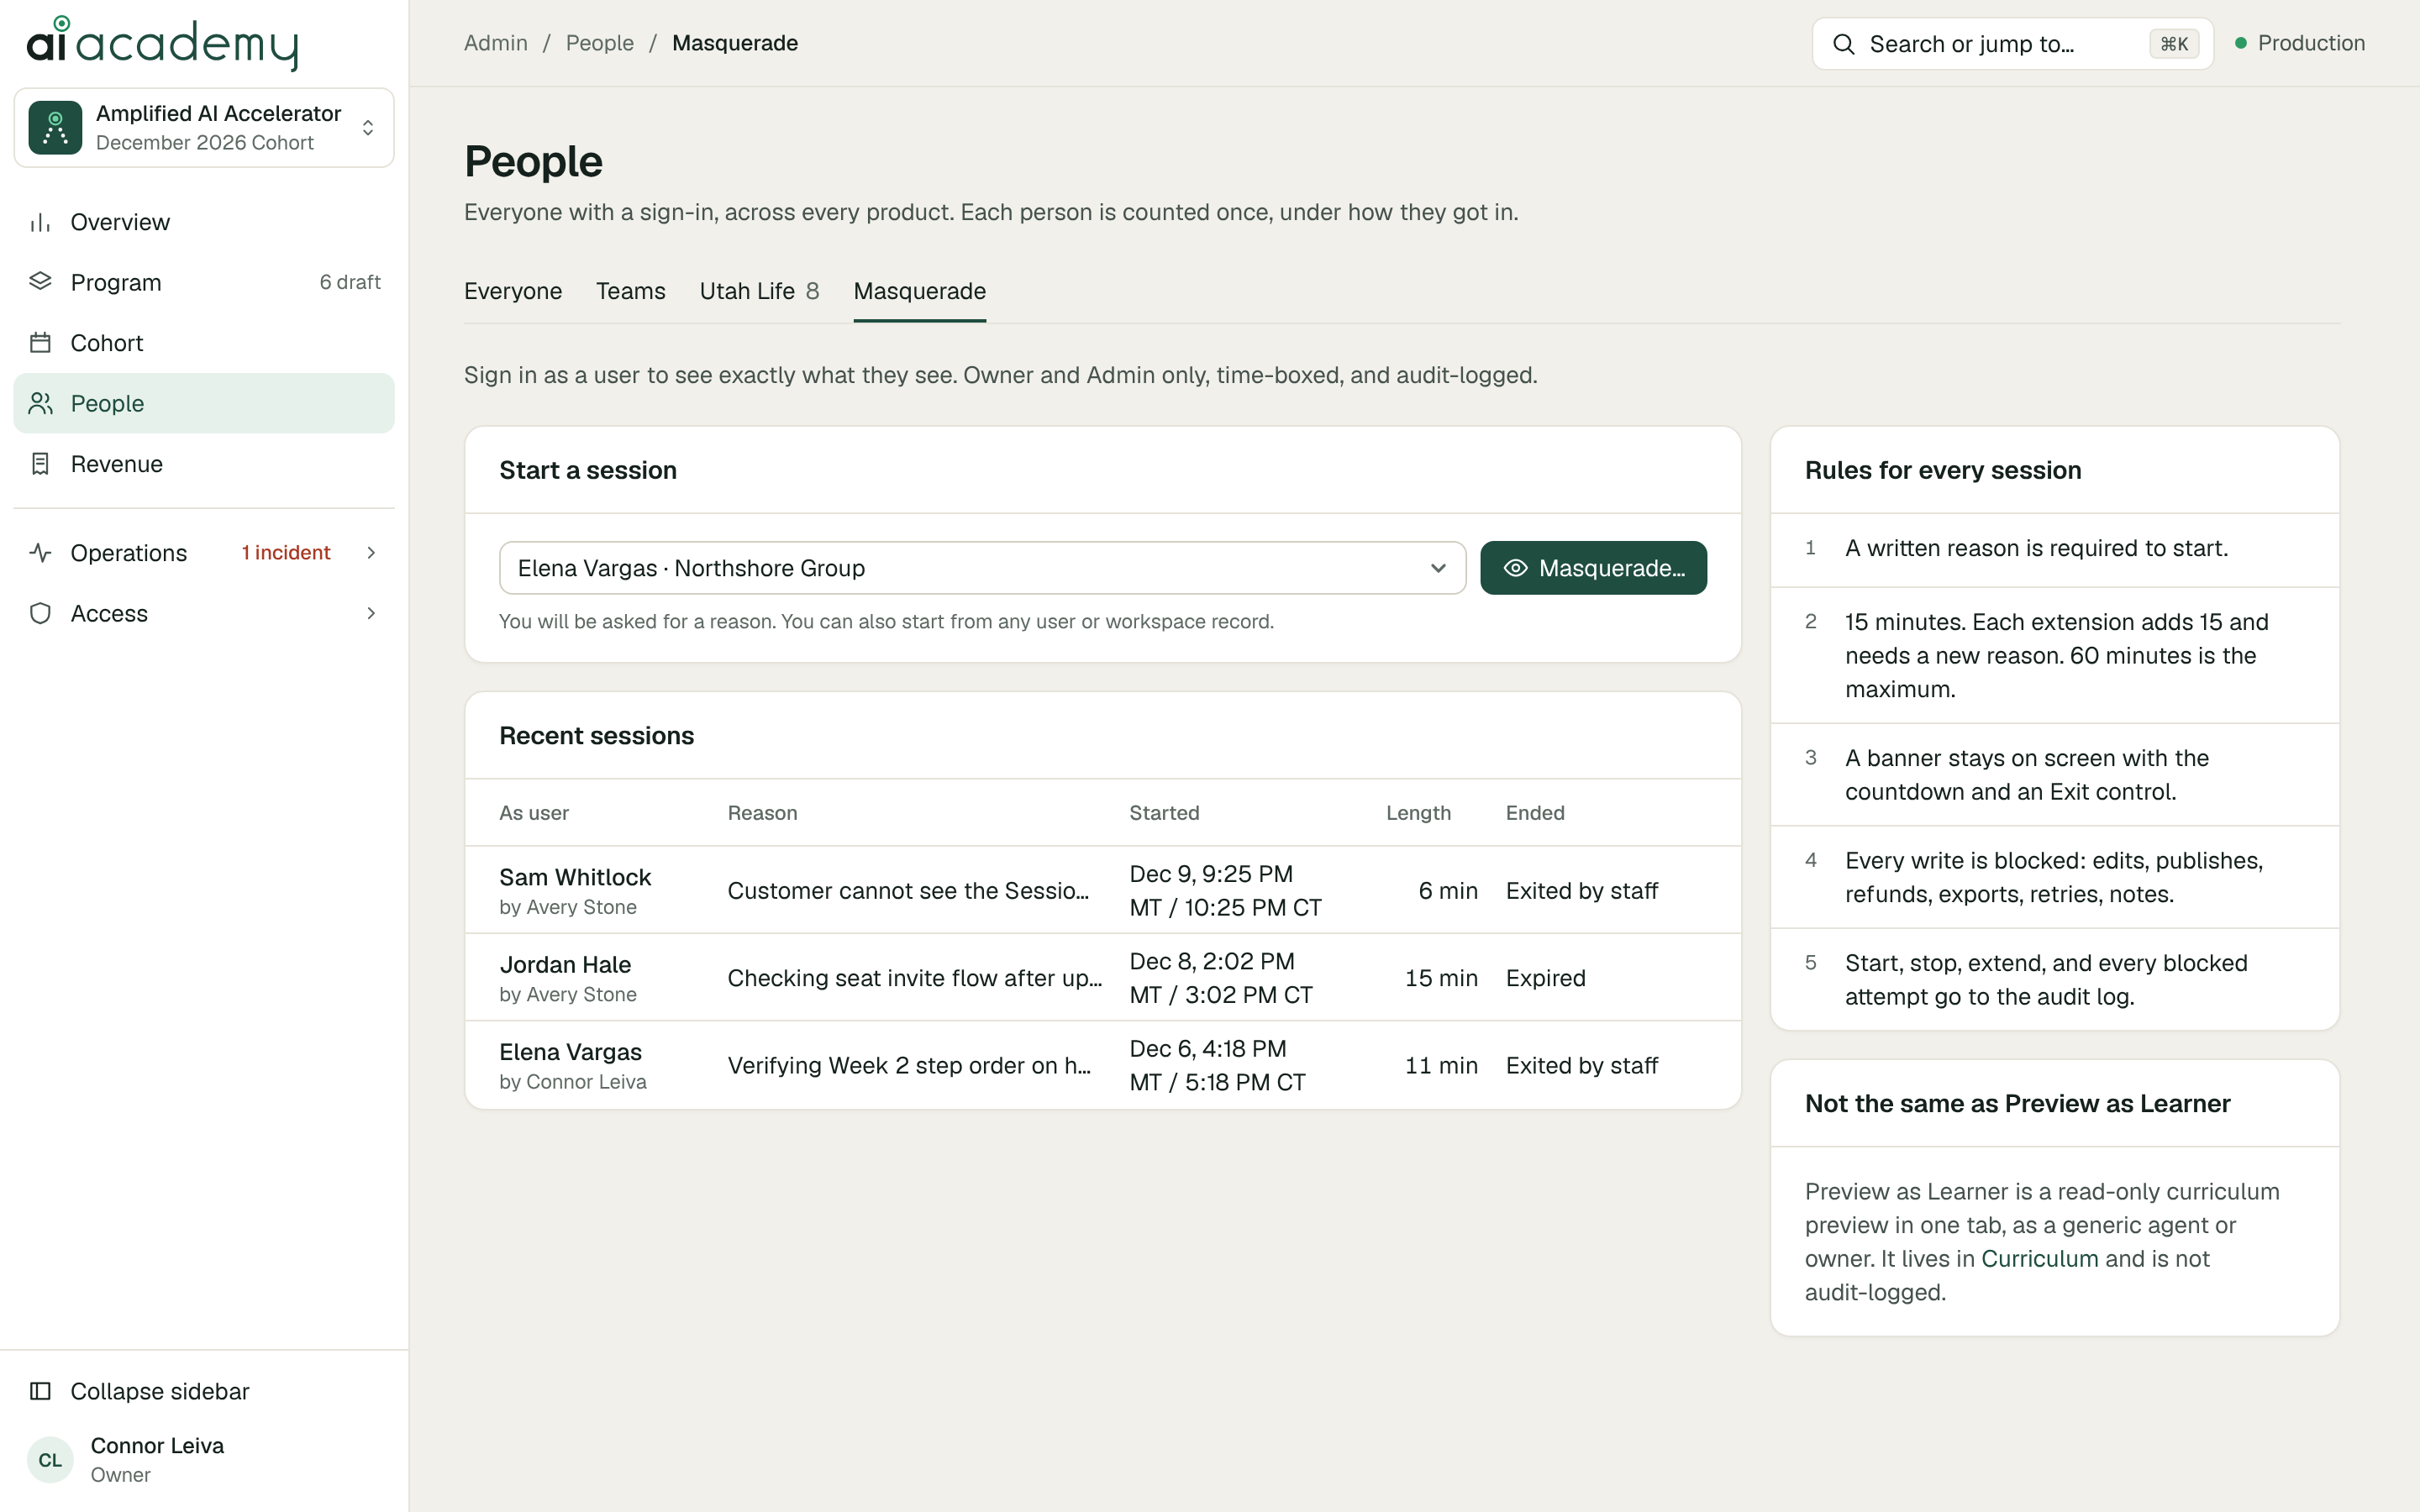 ai academy
Amplified AI Accelerator
December 2026 Cohort
Overview
Program 6 draft
Cohort
People
Revenue
Operations 1 incident
Access
Collapse sidebar
CL
Connor Leiva
Owner
Admin / People / Masquerade
Search or jump to... ⌘K
Production
People
Everyone with a sign-in, across every product. Each person is counted once, under how they got in.
Everyone Teams Utah Life 8 Masquerade
Sign in as a user to see exactly what they see. Owner and Admin only, time-boxed, and audit-logged.
Start a session
Elena Vargas · Northshore Group
Masquerade...
You will be asked for a reason. You can also start from any user or workspace record.
Recent sessions
As user Reason Started Length Ended
Sam Whitlock
by Avery Stone
Customer cannot see the Sessio...
Dec 9, 9:25 PM
MT / 10:25 PM CT
6 min
Exited by staff
Jordan Hale
by Avery Stone
Checking seat invite flow after up...
Dec 8, 2:02 PM
MT / 3:02 PM CT
15 min
Expired
Elena Vargas
by Connor Leiva
Verifying Week 2 step order on h...
Dec 6, 4:18 PM
MT / 5:18 PM CT
11 min
Exited by staff
Rules for every session
1 A written reason is required to start.
2 15 minutes. Each extension adds 15 and
needs a new reason. 60 minutes is the
maximum.
3 A banner stays on screen with the
countdown and an Exit control.
4 Every write is blocked: edits, publishes,
refunds, exports, retries, notes.
5 Start, stop, extend, and every blocked
attempt go to the audit log.
Not the same as Preview as Learner
Preview as Learner is a read-only curriculum
preview in one tab, as a generic agent or
owner. It lives in Curriculum and is not
audit-logged.